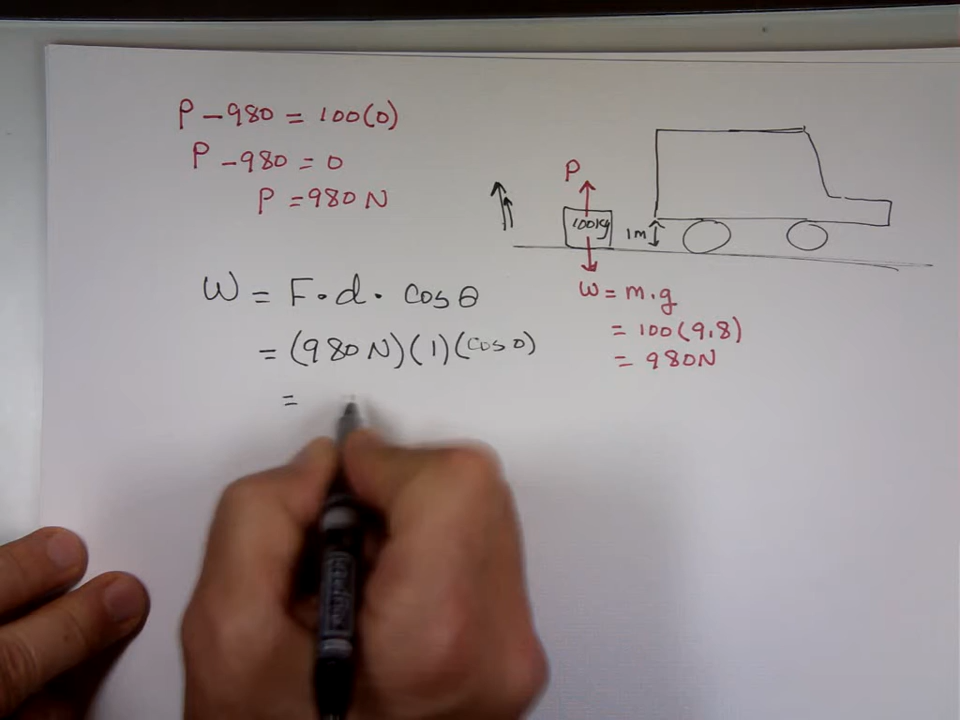 P - 980 = 100(0)
P - 980 = 0
P = 980 N
P
100Kg
1m
W = F · d · cos θ
= (980 N)(1)(cos 0)
=
W = m.g
= 100(9.8)
= 980N